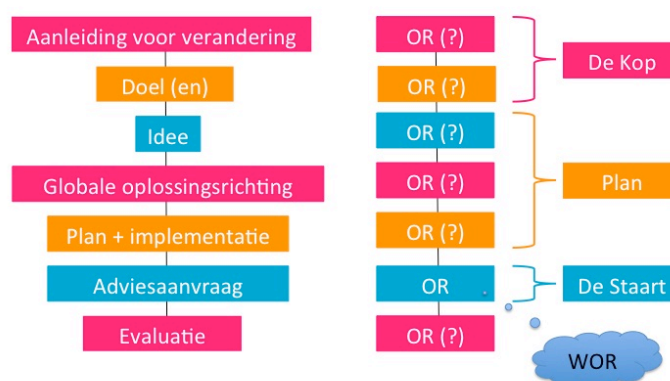 Aanleiding voor verandering
OR (?)
De Kop
Doel (en)
OR (?)
Idee
OR (?)
Globale oplossingsrichting
OR (?)
Plan
Plan + implementatie
OR (?)
Adviesaanvraag
OR
De Staart
Evaluatie
OR (?)
WOR